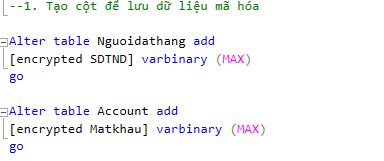 --1. Tạo cột để lưu dữ liệu mã hóa
Alter table Nguoidathang add
[encrypted SDTND] varbinary (MAX)
go
Alter table Account add
[encrypted Matkhau] varbinary (MAX)
go